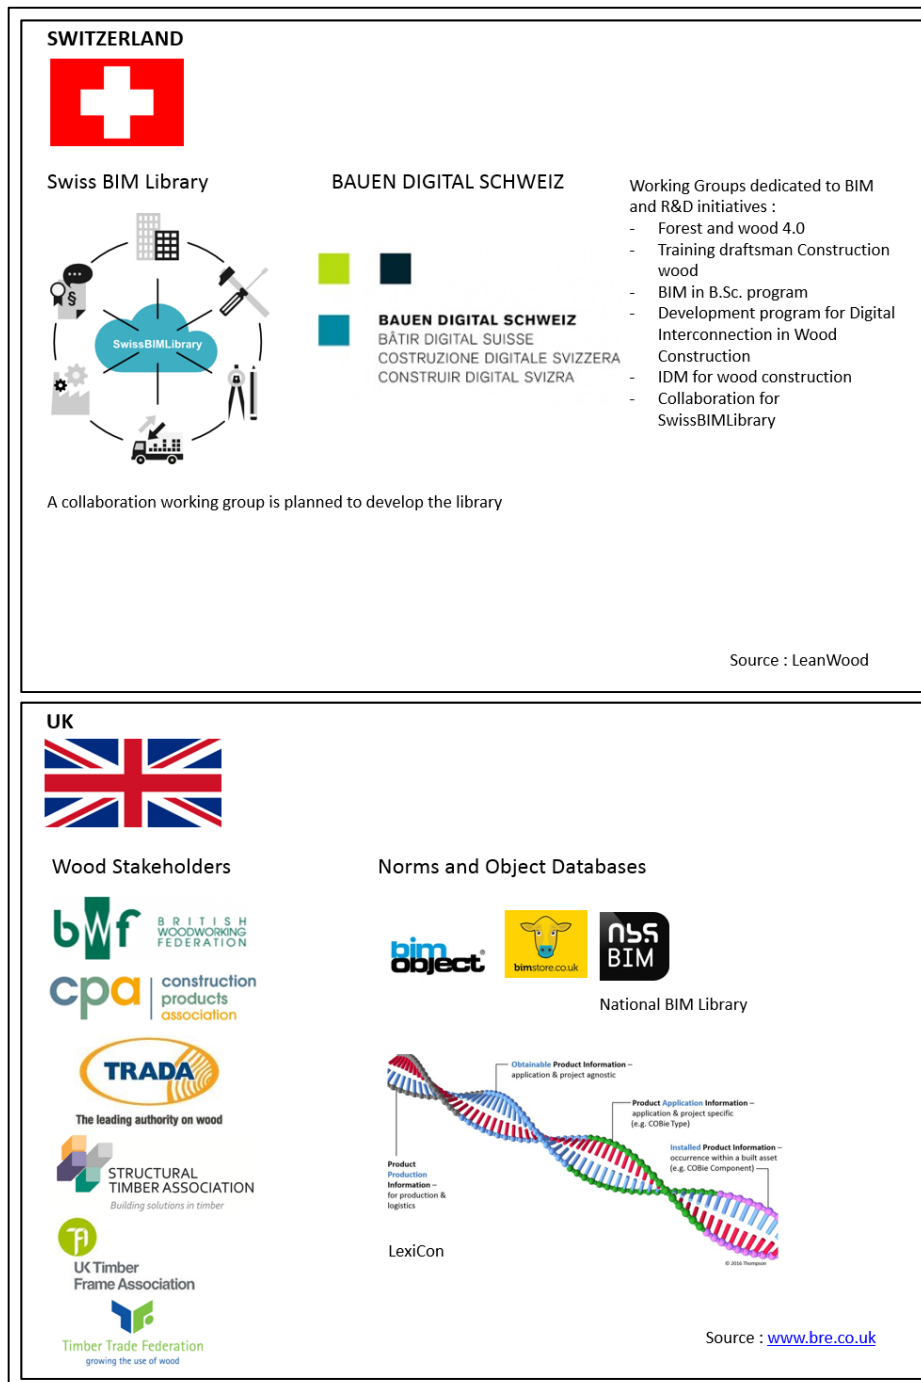 SWITZERLAND
Swiss BIM Library
BAUEN DIGITAL SCHWEIZ
§
SwissBIMLibrary
BAUEN DIGITAL SCHWEIZ
BÂTIR DIGITAL SUISSE
COSTRUZIONE DIGITALE SVIZZERA
CONSTRUIR DIGITAL SVIZRA
Working Groups dedicated to BIM
and R&D initiatives :
- Forest and wood 4.0
- Training draftsman Construction
wood
- BIM in B.Sc. program
- Development program for Digital
Interconnection in Wood
Construction
- IDM for wood construction
- Collaboration for
SwissBIMLibrary
A collaboration working group is planned to develop the library
Source : LeanWood
UK
Wood Stakeholders
bwf BRITISH
WOODWORKING
FEDERATION
cpa construction
products
association
TRADA
The leading authority on wood
STRUCTURAL
TIMBER ASSOCIATION
Building solutions in timber
UK Timber
Frame Association
Timber Trade Federation
growing the use of wood
Norms and Object Databases
bim
object®
bimstore.co.uk
nbs
BIM
National BIM Library
Obtainable Product Information –
application & project agnostic
Product Application Information –
application & project specific
(e.g. COBie Type)
Installed Product Information –
occurrence within a built asset
(e.g. COBie Component)
Product
Production
Information –
for production &
logistics
© 2016 Thompson
LexiCon
Source : www.bre.co.uk